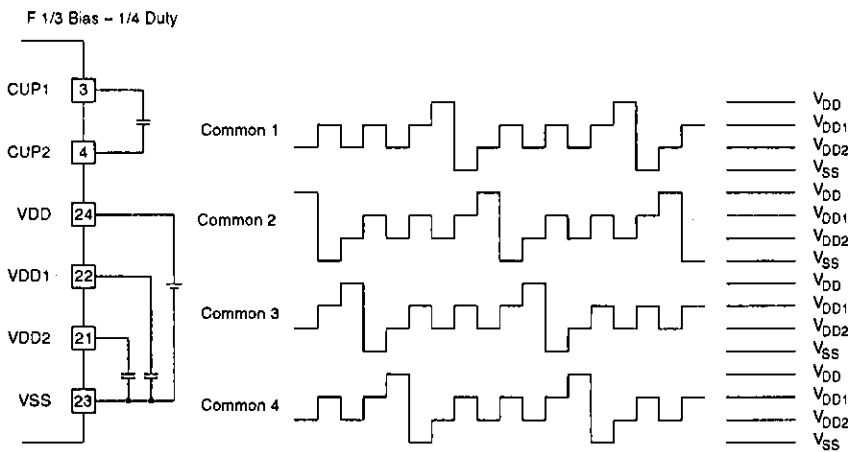 F 1/3 Bias – 1/4 Duty
CUP1 3
CUP2 4
VDD 24
VDD1 22
VDD2 21
VSS 23
Common 1
VDD
VDD1
VDD2
VSS
Common 2
VDD
VDD1
VDD2
VSS
Common 3
VDD
VDD1
VDD2
VSS
Common 4
VDD
VDD1
VDD2
VSS